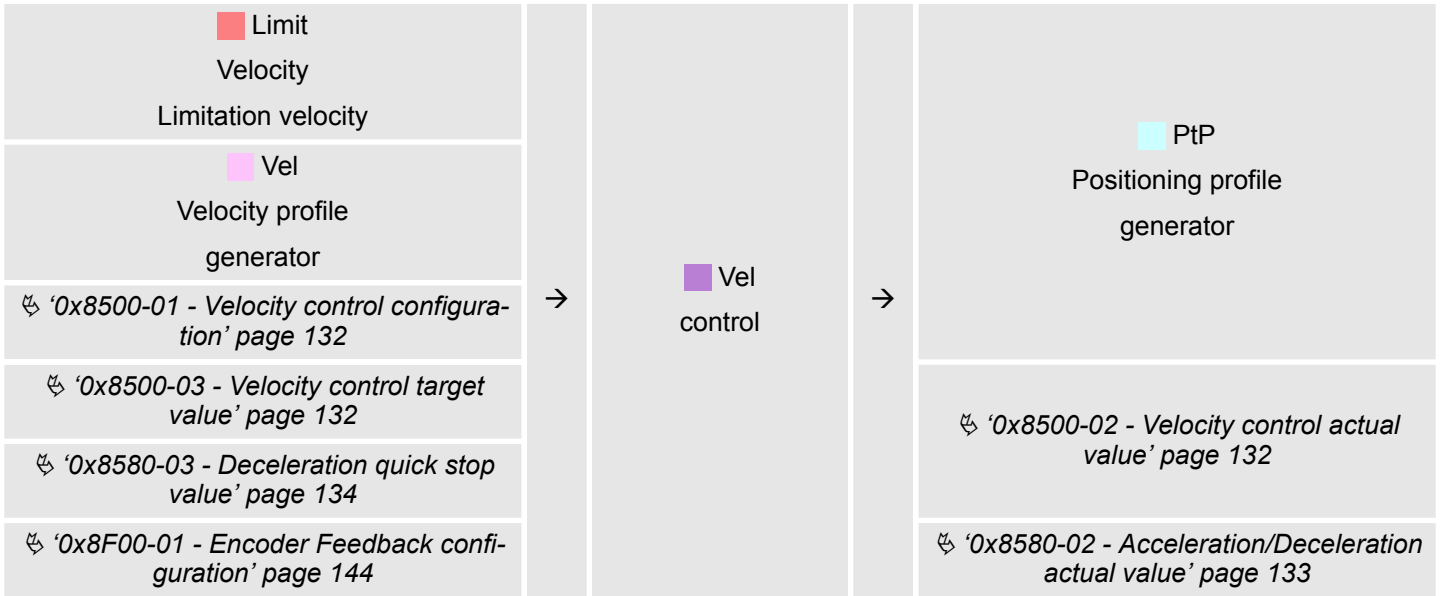 Limit
Velocity
Limitation velocity
Vel
Velocity profile
generator
'0x8500-01 - Velocity control configura-
tion' page 132
'0x8500-03 - Velocity control target
value' page 132
'0x8580-03 - Deceleration quick stop
value' page 134
'0x8F00-01 - Encoder Feedback confi-
guration' page 144
→
Vel
control
→
PtP
Positioning profile
generator
'0x8500-02 - Velocity control actual
value' page 132
'0x8580-02 - Acceleration/Deceleration
actual value' page 133